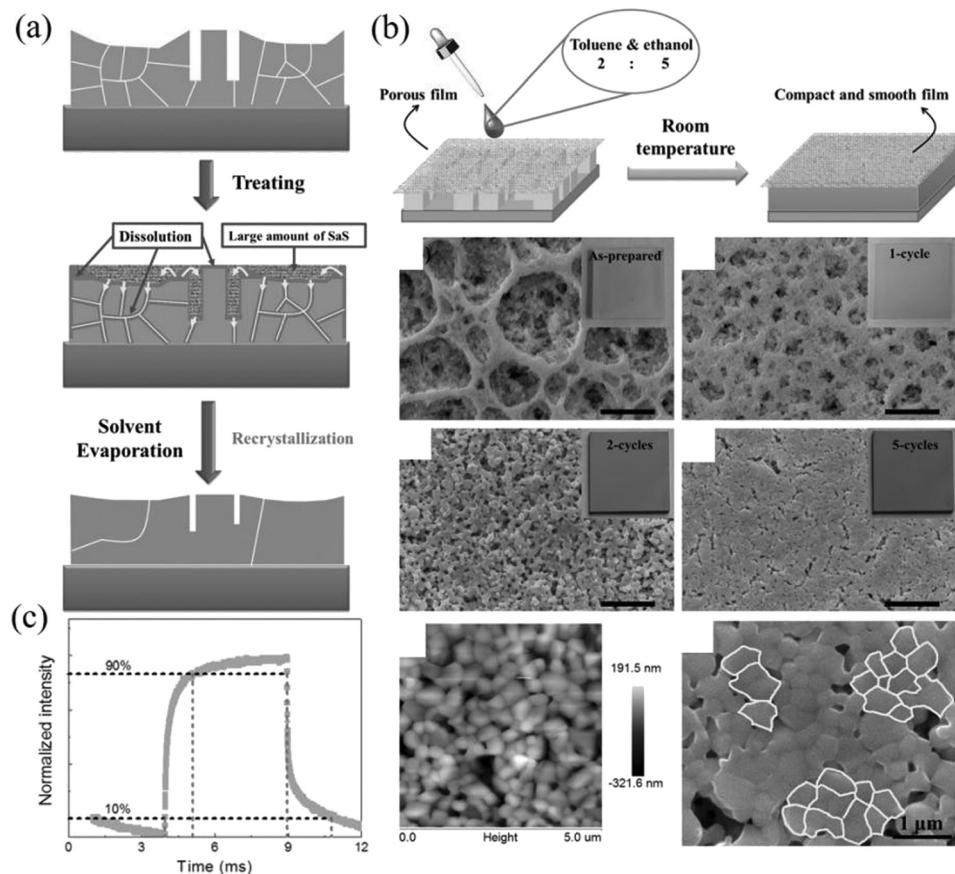 (a)
Treating
Dissolution
Large amount of SaS
Solvent
Evaporation
Recrystallization
(b)
Toluene & ethanol
2 : 5
Porous film
Room
temperature
Compact and smooth film
As-prepared
1-cycle
2-cycles
5-cycles
191.5 nm
-321.6 nm
0.0
Height
5.0 um
1 μm
(c)
Normalized intensity
90%
10%
0
3
6
9
12
Time (ms)